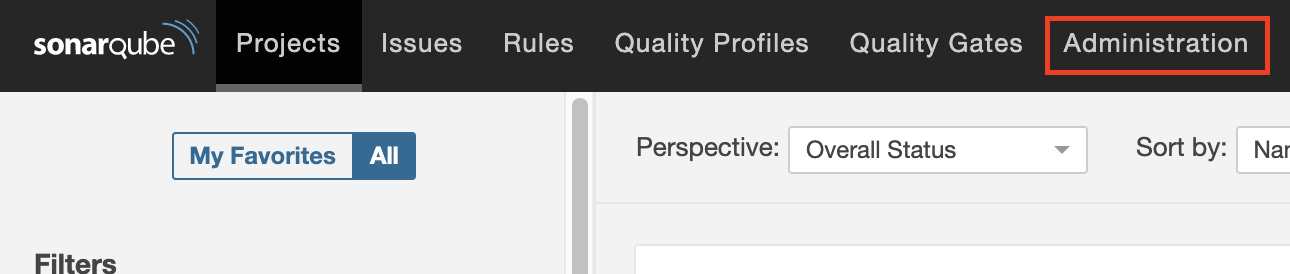 sonarqube Projects Issues Rules Quality Profiles Quality Gates Administration
My Favorites All
Perspective: Overall Status Sort by:
Filters